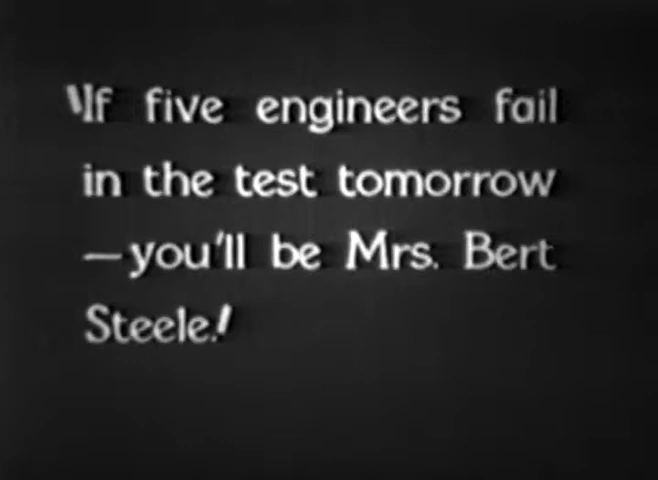 "If five engineers fail
in the test tomorrow
—you'll be Mrs. Bert
Steele!